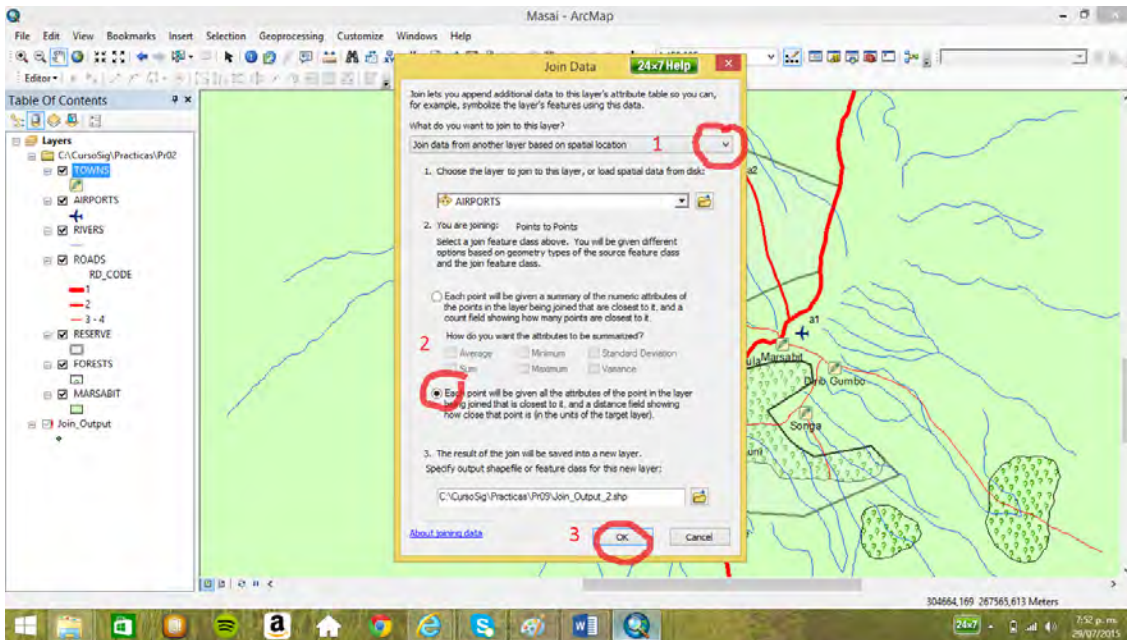 Masai - ArcMap
File Edit View Bookmarks Insert Selection Geoprocessing Customize Windows Help
Editor
Table Of Contents
Layers
C:\CursoSig\Practicas\Pr02
TOWNS
AIRPORTS
RIVERS
ROADS
RD_CODE
1
2
3 - 4
RESERVE
FORESTS
MARSABIT
Join_Output
Join Data
24x7 Help
Join lets you append additional data to this layer's attribute table so you can,
for example, symbolize the layer's features using this data.
What do you want to join to this layer?
Join data from another layer based on spatial location
1
1. Choose the layer to join to this layer, or load spatial data from disk:
AIRPORTS
2. You are joining: Points to Points
Select a join feature class above. You will be given different
options based on geometry types of the source feature class
and the join feature class.
Each point will be given a summary of the numeric attributes of
the points in the layer being joined that are closest to it, and a
count field showing how many points are closest to it.
How do you want the attributes to be summarized?
2
Average Minimum Standard Deviation
Sum Maximum Variance
Each point will be given all the attributes of the point in the layer
being joined that is closest to it, and a distance field showing
how close that point is (in the units of the target layer).
3. The result of the join will be saved into a new layer.
Specify output shapefile or feature class for this new layer:
C:\CursoSig\Practicas\Pr09\Join_Output_2.shp
About joining data
3
OK
Cancel
a2
a1
Marsabit
Dirib Gumbo
Songa
304664,169 267565,613 Meters
24x7
7:52 p. m.
29/07/2015